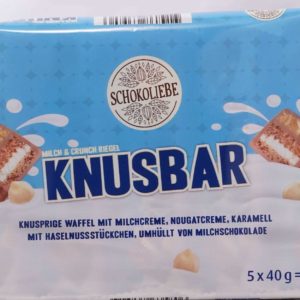 SCHOKOLIEBE
MILCH & CRUNCH RIEGEL
KNUSBAR
KNUSPRIGE WAFFEL MIT MILCHCREME, NOUGATCREME, KARAMELL
MIT HASELNUSSSTÜCKCHEN, UMHÜLLT VON MILCHSCHOKOLADE
5 x 40 g =